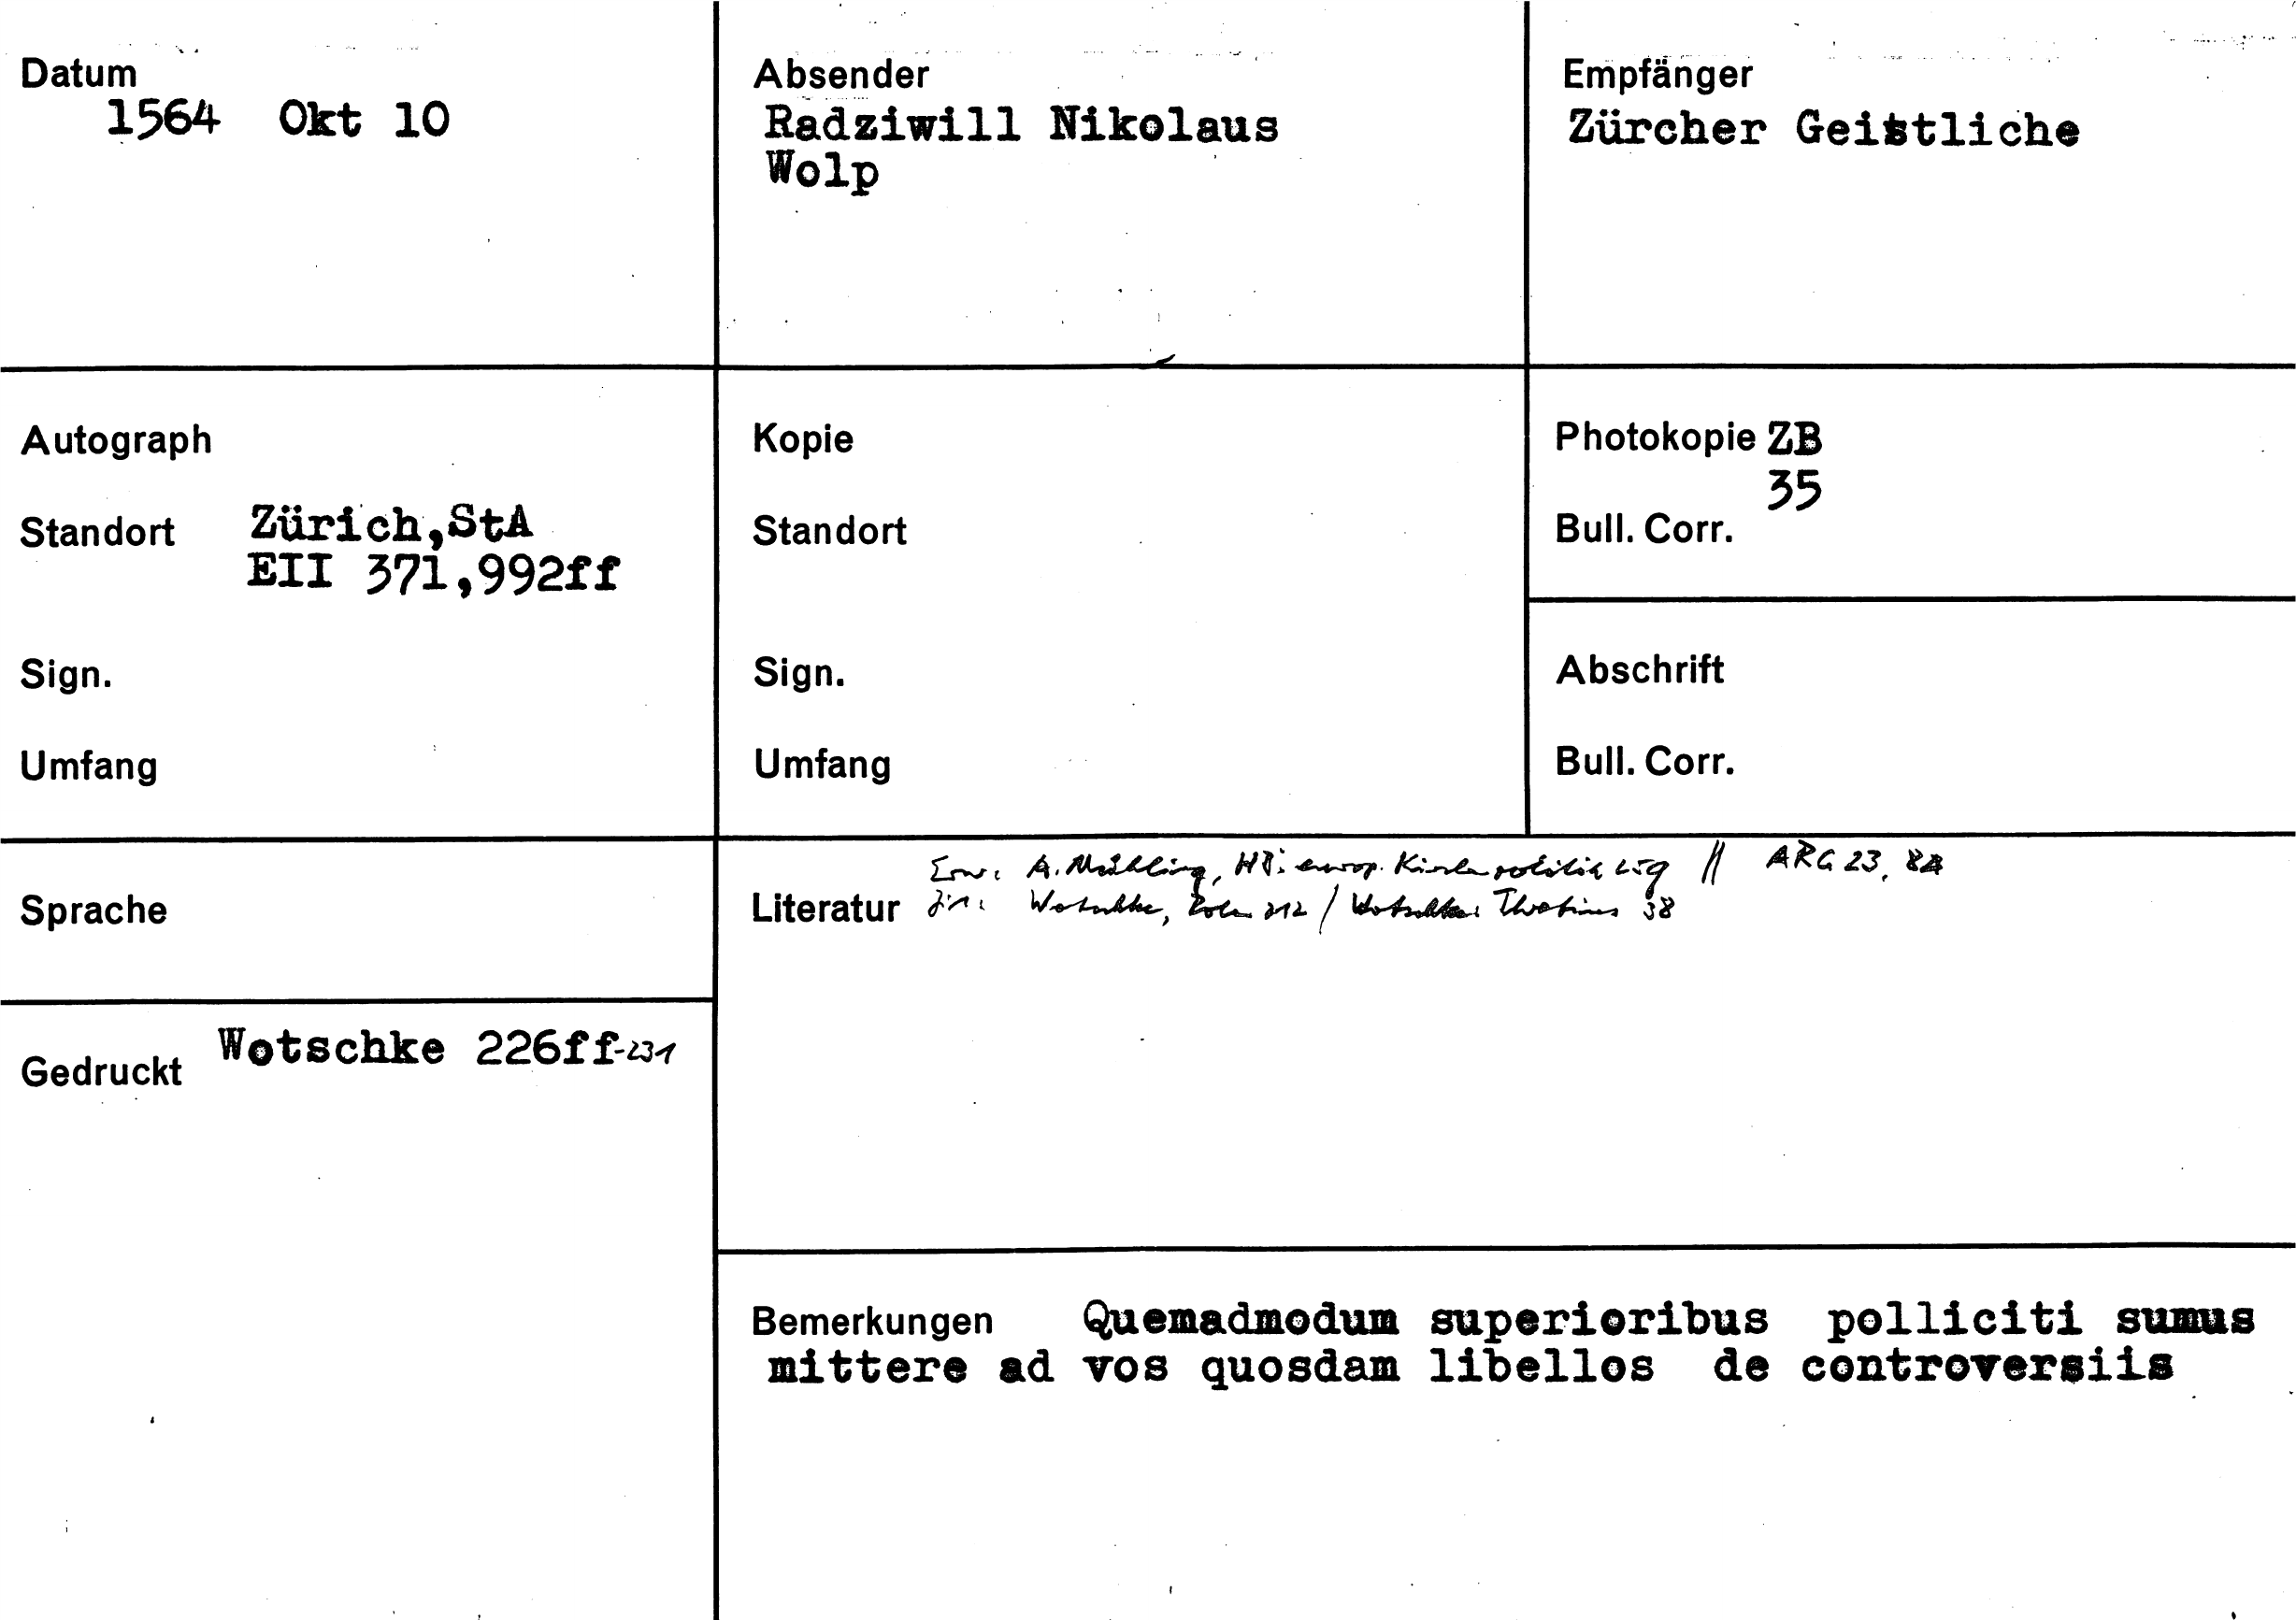 Datum
1564 Okt 10
Absender
Radziwill Nikolaus
Wolp
Empfänger
Zürcher Geistliche
Autograph
Standort Zürich,StA
EII 371,992ff
Sign.
Umfang
Kopie
Standort
Sign.
Umfang
Photokopie ZB
35
Bull. Corr.
Abschrift
Bull. Corr.
Sprache
Gedruckt Wotschke 226ff-231
Erw: A. Mühling, HB: europ. Kirchenpolitik 259 // ARG 23, 82
Literatur Zit: Wotschke, Polen 212 / Wotschke: Thretius 38
Bemerkungen Quemadmodum superioribus polliciti sumus
mittere ad vos quosdam libellos de controversiis